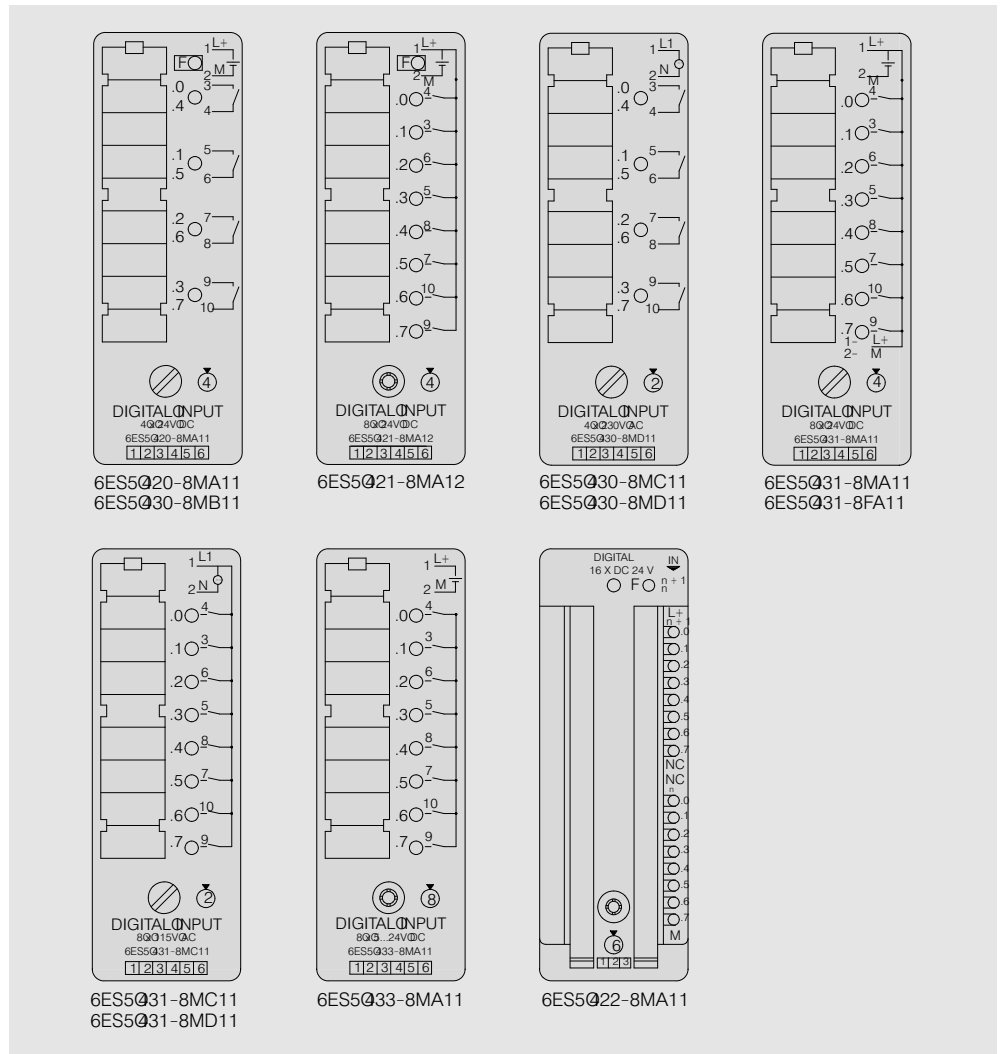 1 L+
F
2 M
.0 3
.4 4
.1 5
.5 6
.2 7
.6 8
.3 9
.7 10
4
DIGITAL INPUT
4 x 24V DC
6ES5 420-8MA11
1 2 3 4 5 6
6ES5 420-8MA11
6ES5 430-8MB11
1 L+
F
2 M
.0 4
.1 3
.2 6
.3 5
.4 8
.5 7
.6 10
.7 9
4
DIGITAL INPUT
8 x 24V DC
6ES5 421-8MA12
1 2 3 4 5 6
6ES5 421-8MA12
1 L1
2 N
.0 3
.4 4
.1 5
.5 6
.2 7
.6 8
.3 9
.7 10
2
DIGITAL INPUT
4 x 230V AC
6ES5 430-8MD11
1 2 3 4 5 6
6ES5 430-8MC11
6ES5 430-8MD11
1 L+
2 M
.0 4
.1 3
.2 6
.3 5
.4 8
.5 7
.6 10
.7 9
1- L+
2- M
4
DIGITAL INPUT
8 x 24V DC
6ES5 431-8MA11
1 2 3 4 5 6
6ES5 431-8MA11
6ES5 431-8FA11
1 L1
2 N
.0 4
.1 3
.2 6
.3 5
.4 8
.5 7
.6 10
.7 9
2
DIGITAL INPUT
8 x 115V AC
6ES5 431-8MC11
1 2 3 4 5 6
6ES5 431-8MC11
6ES5 431-8MD11
1 L+
2 M
.0 4
.1 3
.2 6
.3 5
.4 8
.5 7
.6 10
.7 9
8
DIGITAL INPUT
8 x 5...24V DC
6ES5 433-8MA11
1 2 3 4 5 6
6ES5 433-8MA11
DIGITAL IN
16 X DC 24 V
F n + 1
n
L+
n + 1
.0
.1
.2
.3
.4
.5
.6
.7
NC
NC
n
.0
.1
.2
.3
.4
.5
.6
.7
M
6
1 2 3
6ES5 422-8MA11